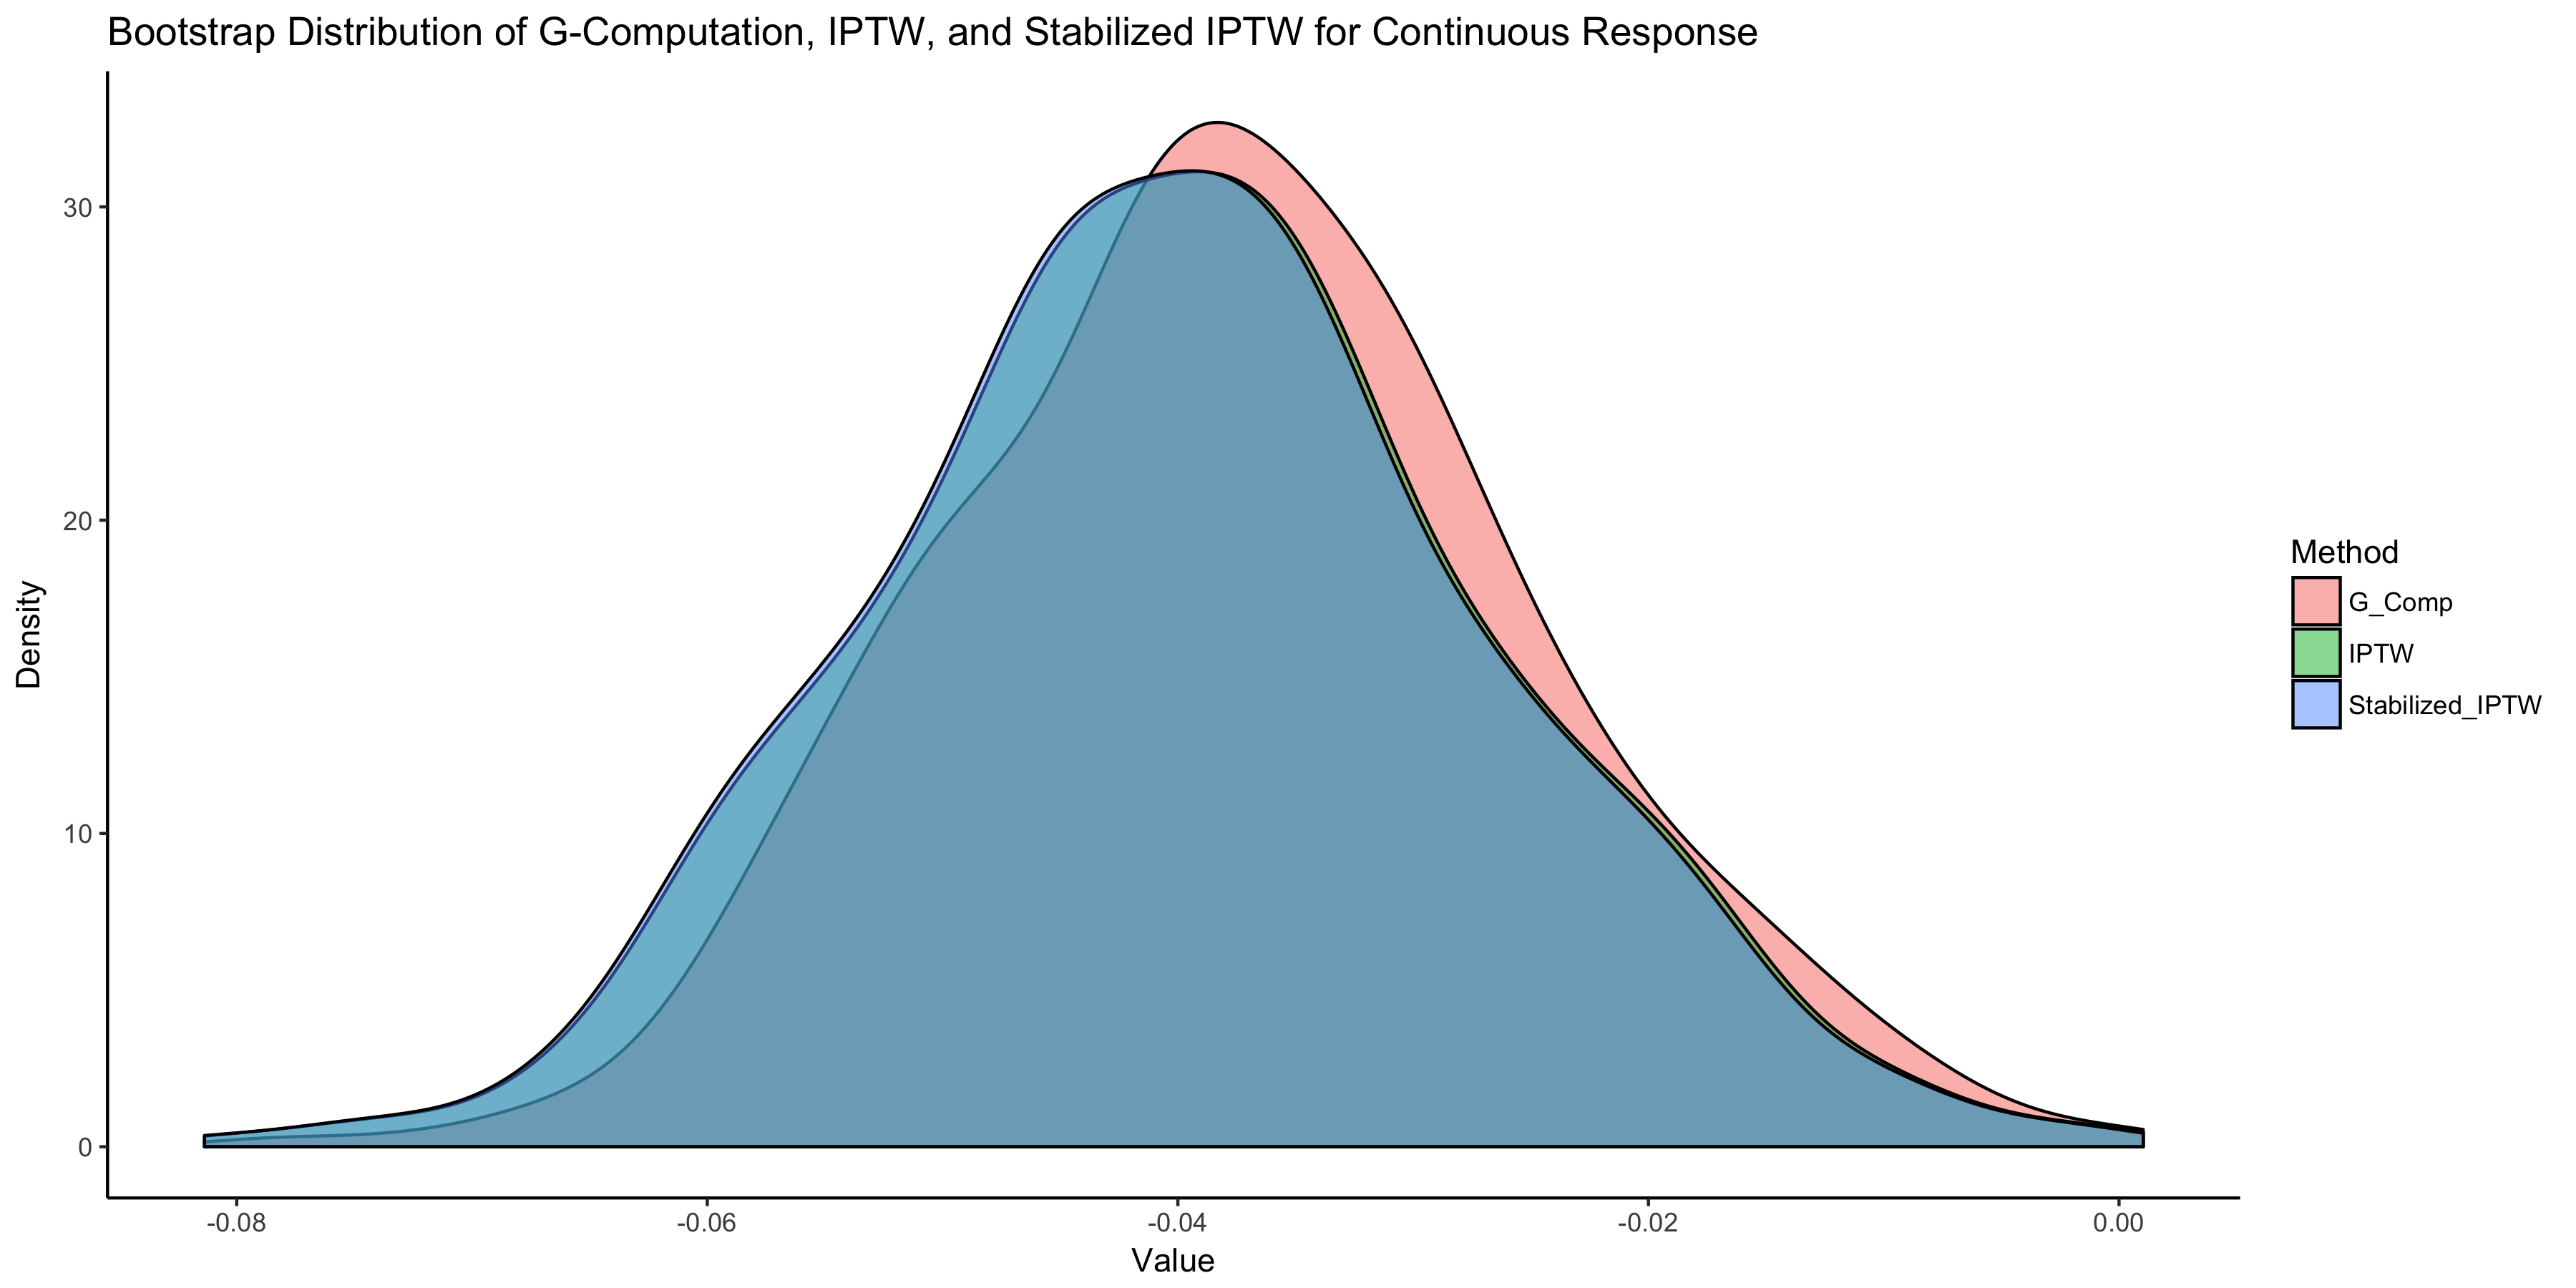 Bootstrap Distribution of G-Computation, IPTW, and Stabilized IPTW for Continuous Response
Density
30
20
10
0
-0.08
-0.06
-0.04
-0.02
0.00
Value
Method
G_Comp
IPTW
Stabilized_IPTW